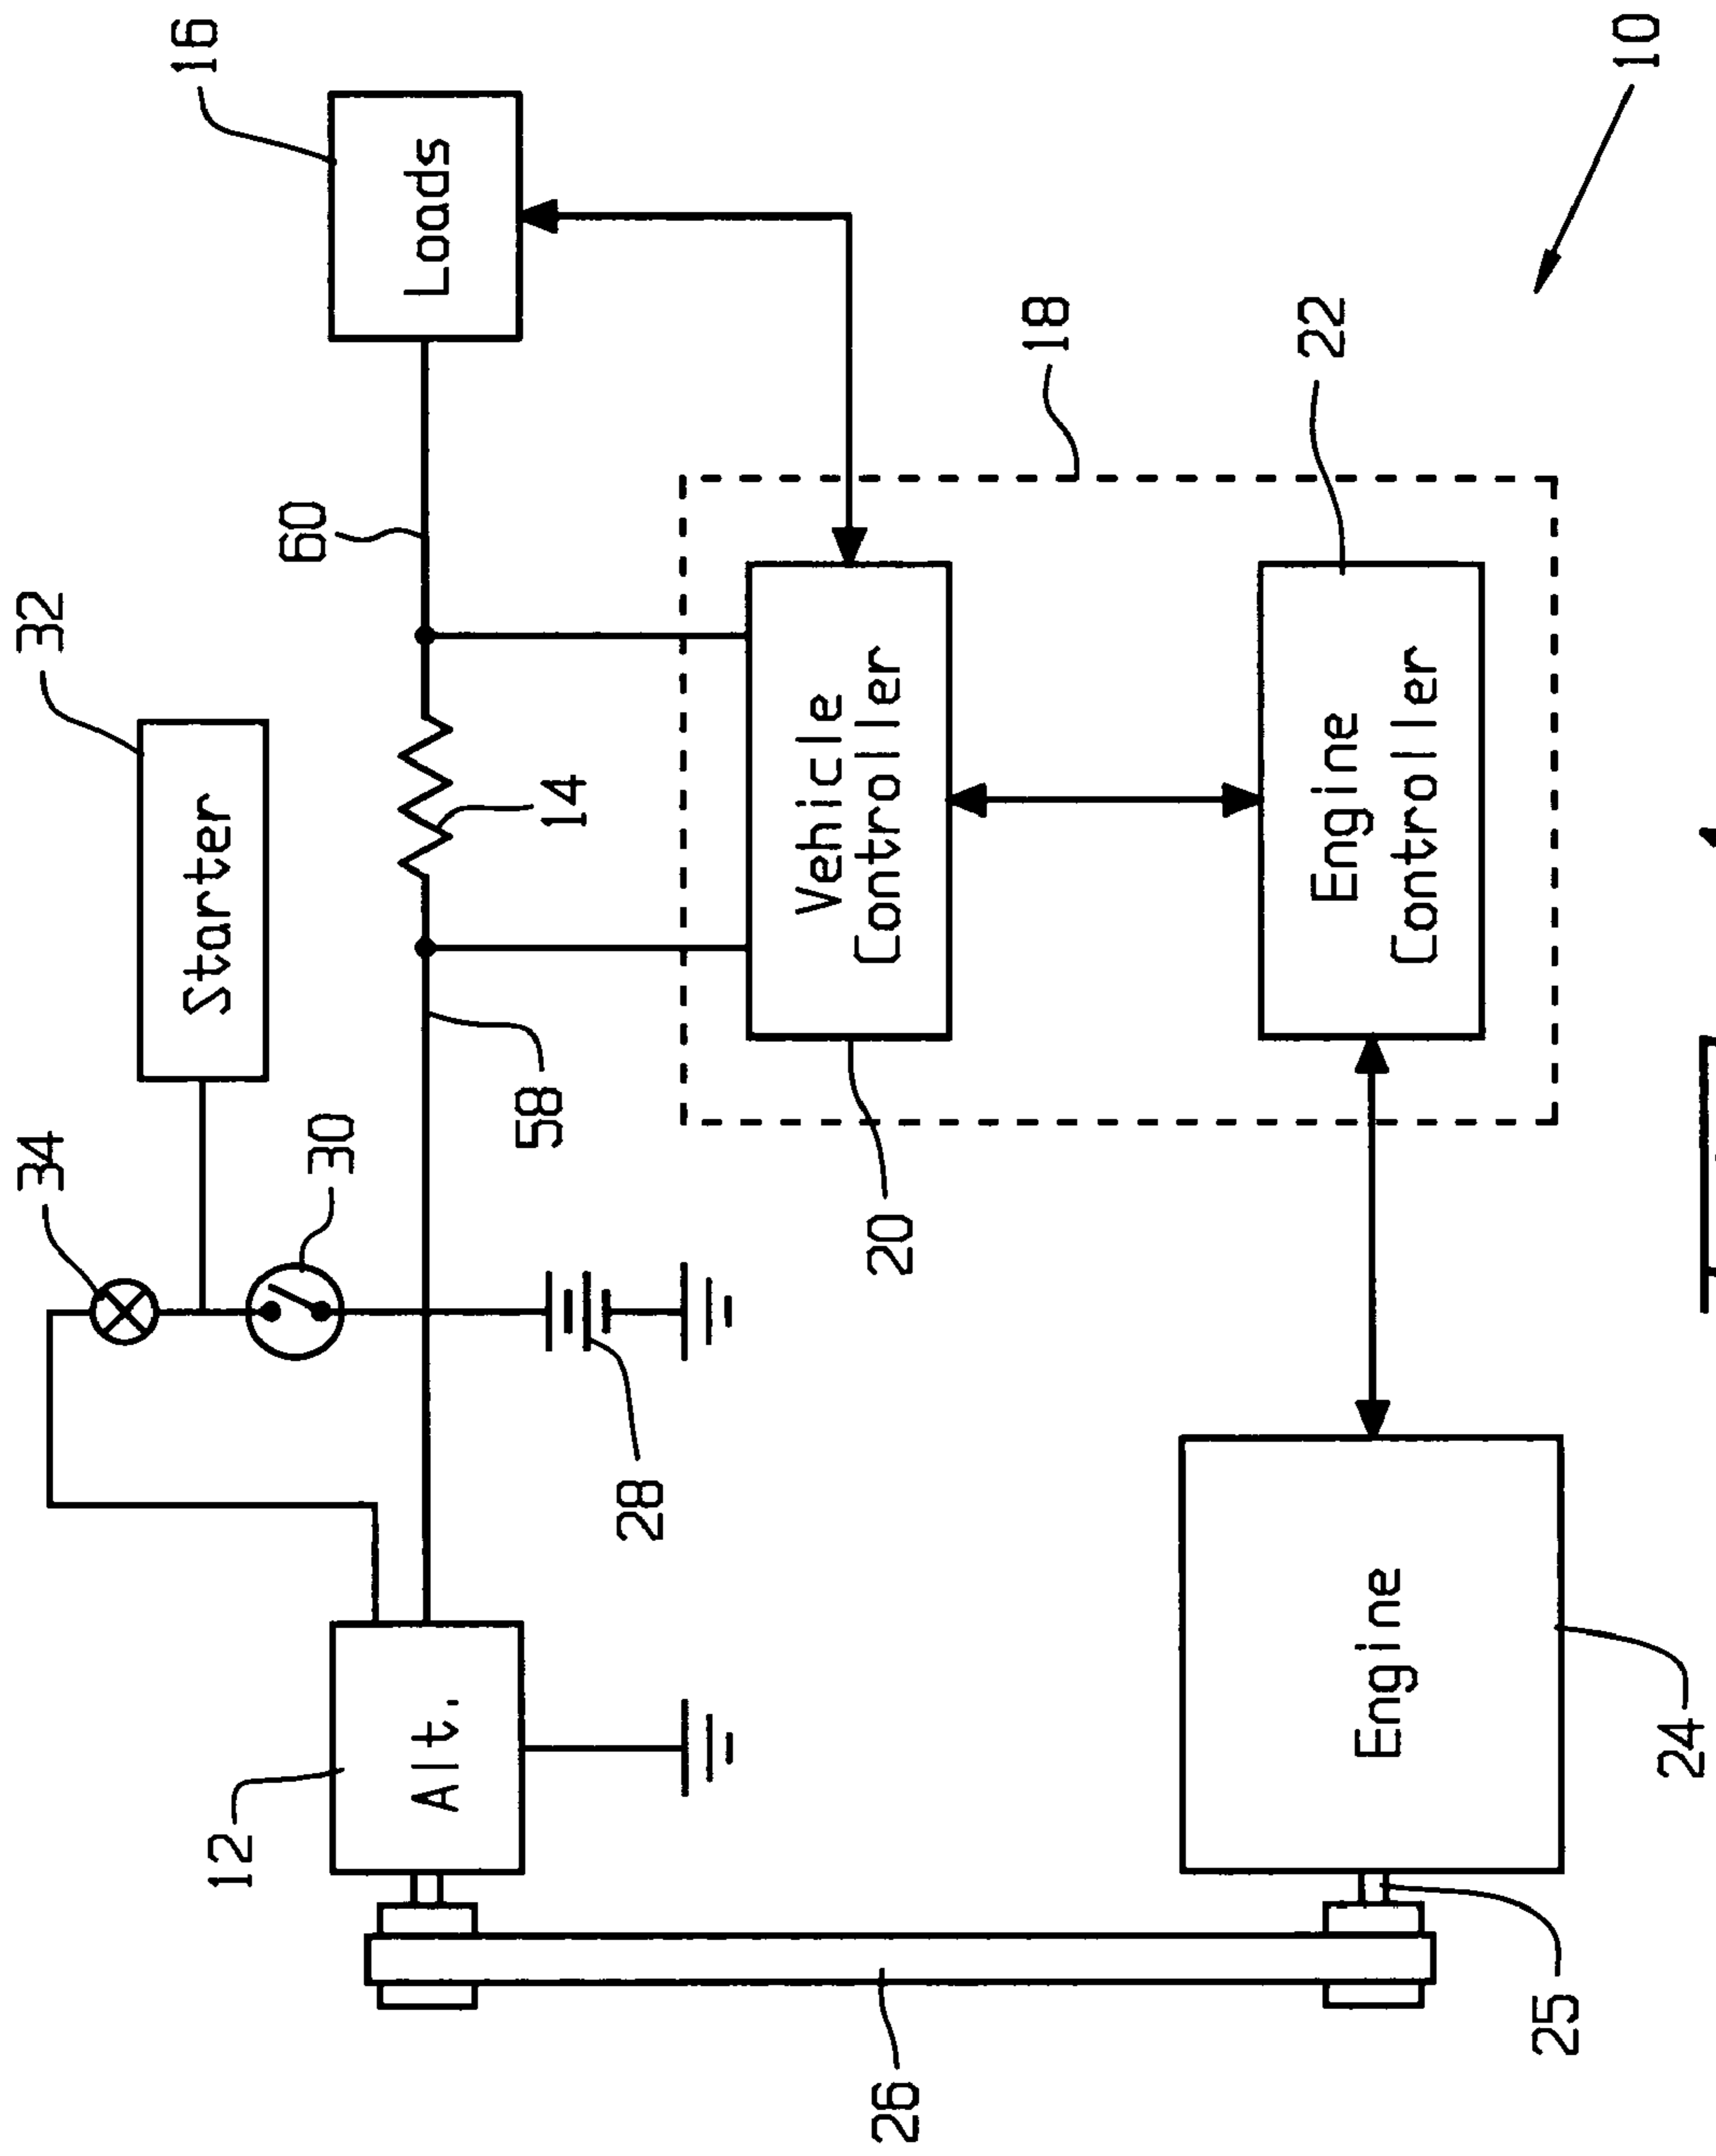 34
32
16
12
Starter
30
60
Alt.
Loads
58
14
28
Vehicle
Controller
26
20
18
22
Engine
Controller
Engine
25
10
24